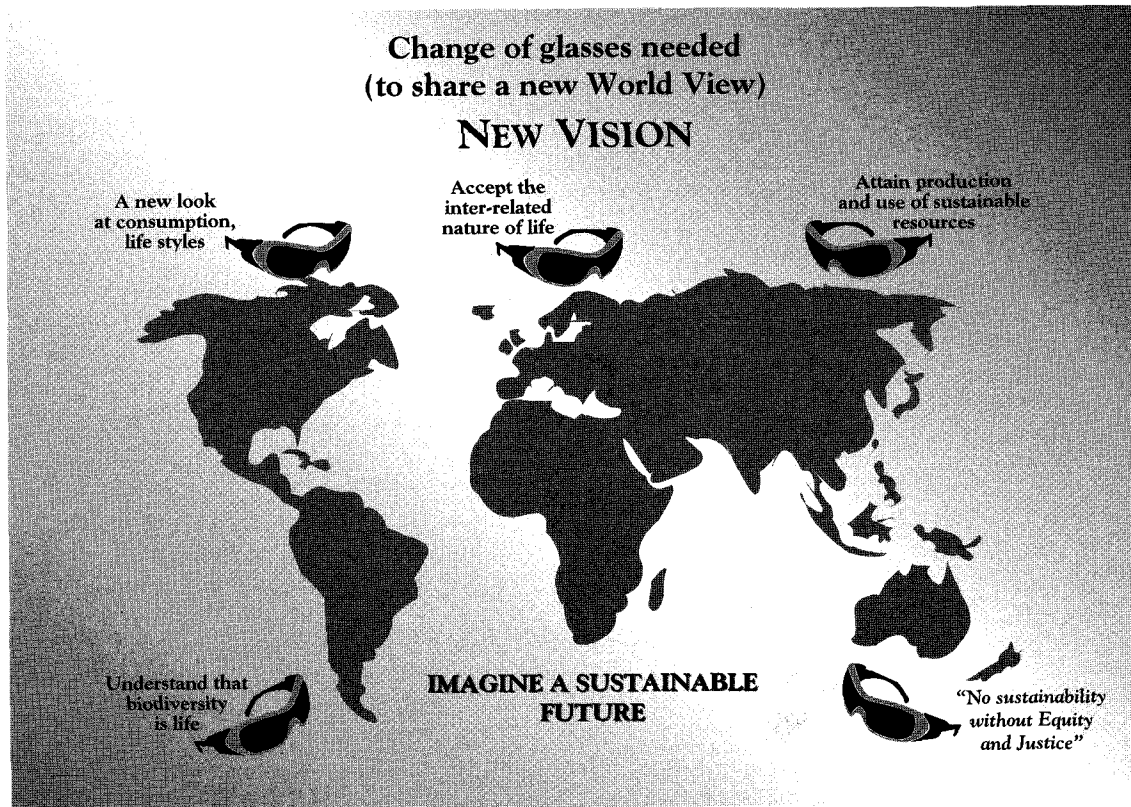 Change of glasses needed
(to share a new World View)
NEW VISION
A new look
at consumption,
life styles
Accept the
inter-related
nature of life
Attain production
and use of sustainable
resources
Understand that
biodiversity
is life
IMAGINE A SUSTAINABLE
FUTURE
"No sustainability
without Equity
and Justice"